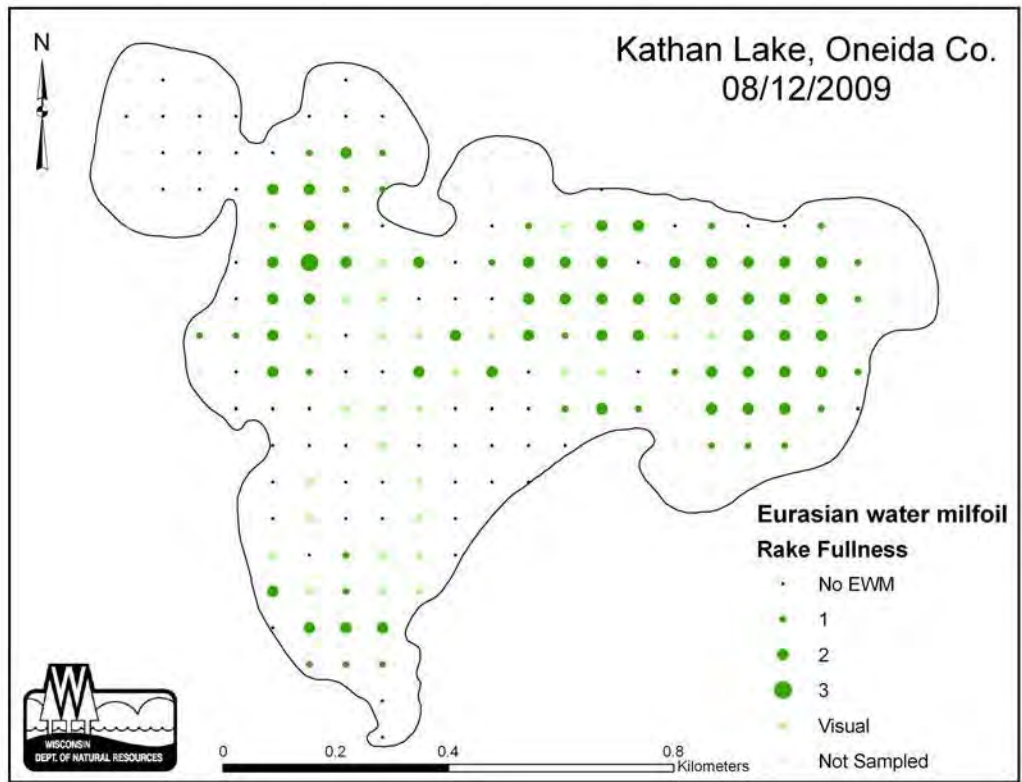 N
Kathan Lake, Oneida Co.
08/12/2009
Eurasian water milfoil
Rake Fullness
No EWM
1
2
3
Visual
Not Sampled
W
WISCONSIN
DEPT. OF NATURAL RESOURCES
0 0.2 0.4 0.8
Kilometers